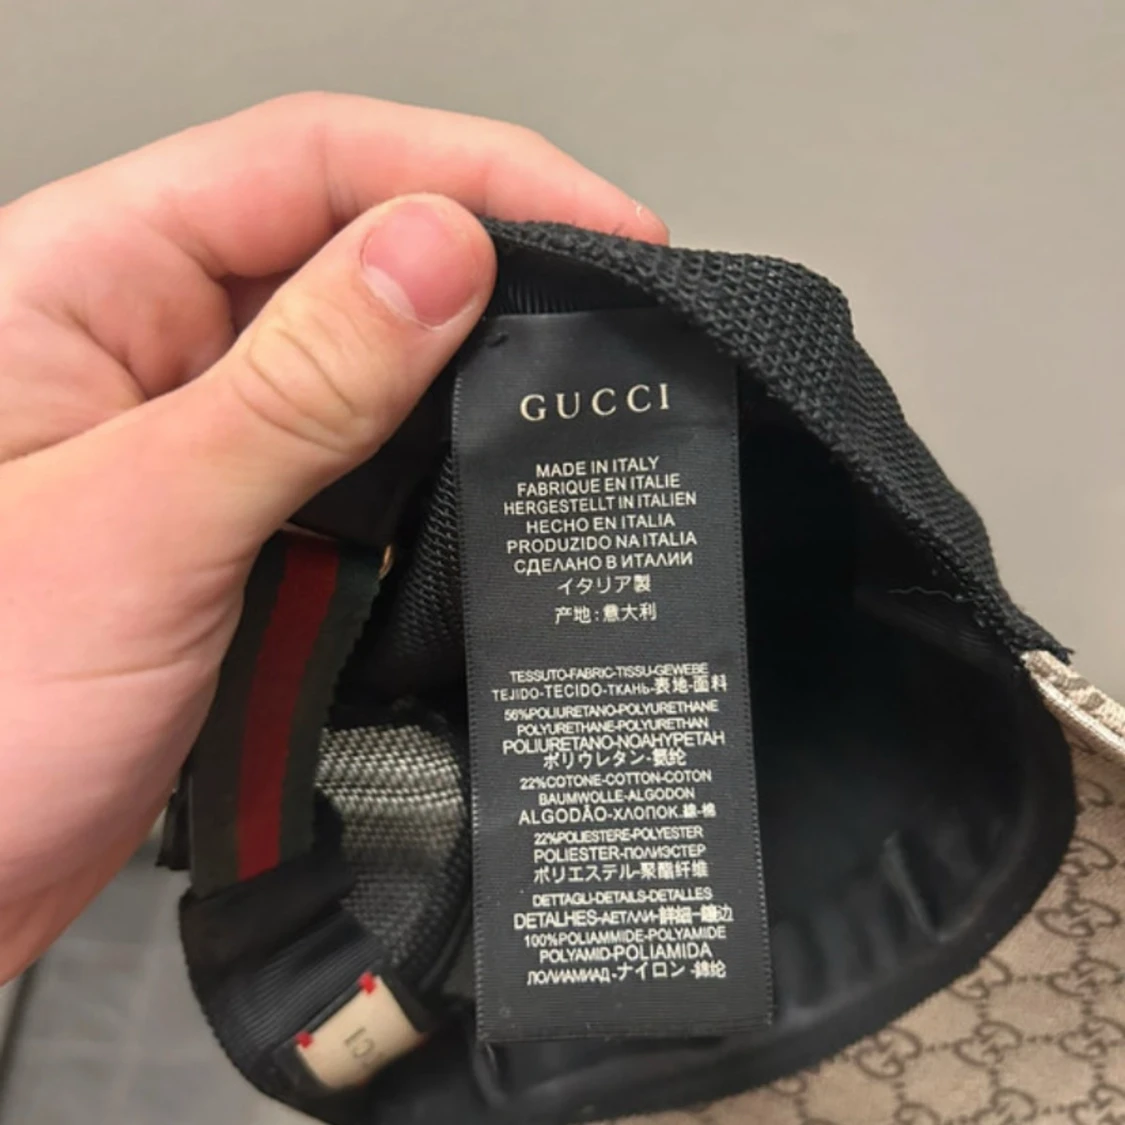 GUCCI
MADE IN ITALY
FABRIQUE EN ITALIE
HERGESTELLT IN ITALIEN
HECHO EN ITALIA
PRODUZIDO NA ITALIA
СДЕЛАНО В ИТАЛИИ
イタリア製
产地:意大利
TESSUTO-FABRIC-TISSU-GEWEBE
TEJIDO-TECIDO-ТКАНЬ-表地-面料
56%POLIURETANO-POLYURETHANE
POLYURETHANE-POLYURETHAN
POLIURETANO-NOAHYPETAH
ポリウレタン-氨纶
22%COTONE-COTTON-COTON
BAUMWOLLE-ALGODON
ALGODÃO-ХЛОПОК.綿-棉
22%POLIESTERE-POLYESTER
POLIESTER-ПОЛИЭСТЕР
ポリエステル-聚酯纤维
DETTAGLI-DETAILS-DETALLES
DETALHES-ДЕТАЛИ-詳細-镶边
100%POLIAMMIDE-POLYAMIDE
POLYAMID-POLIAMIDA
ПОЛИАМИАД-ナイロン-锦纶